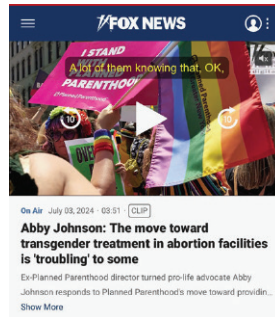 FOX NEWS
I STAND
WITH PLANNED
PARENTHOOD
A lot of them knowing that, OK,
10
10
On Air July 03, 2024 · 03:51 · CLIP
Abby Johnson: The move toward
transgender treatment in abortion facilities
is 'troubling' to some
Ex-Planned Parenthood director turned pro-life advocate Abby
Johnson responds to Planned Parenthood's move toward providin...
Show More